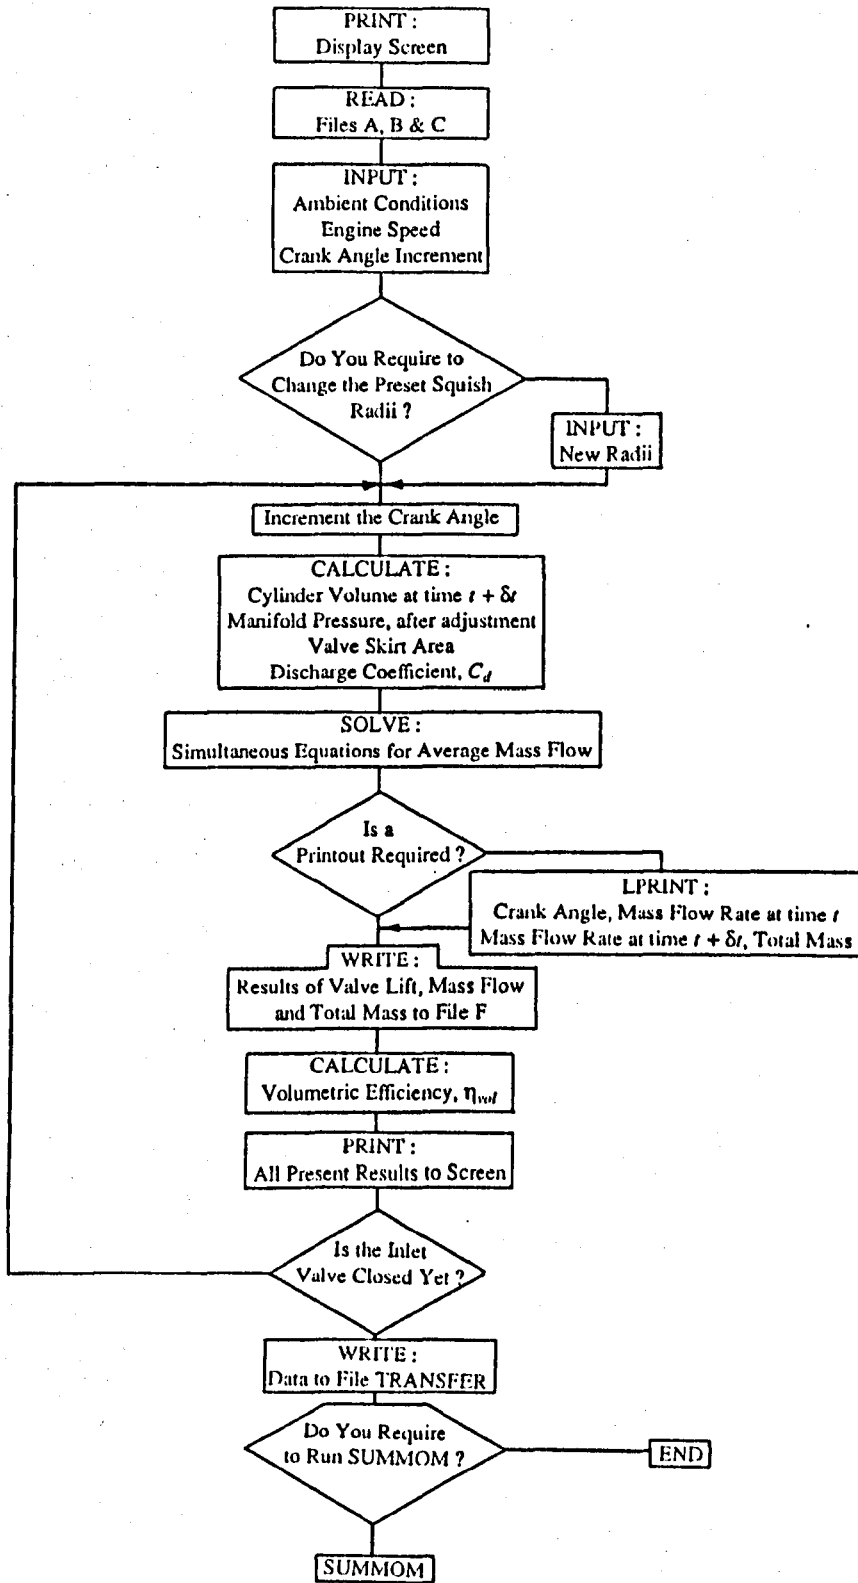 PRINT :
Display Screen
READ :
Files A, B & C
INPUT :
Ambient Conditions
Engine Speed
Crank Angle Increment
Do You Require to
Change the Preset Squish
Radii ?
INPUT :
New Radii
Increment the Crank Angle
CALCULATE :
Cylinder Volume at time t + δt
Manifold Pressure, after adjustment
Valve Skirt Area
Discharge Coefficient, C_d
SOLVE :
Simultaneous Equations for Average Mass Flow
Is a
Printout Required ?
LPRINT :
Crank Angle, Mass Flow Rate at time t
Mass Flow Rate at time t + δt, Total Mass
WRITE :
Results of Valve Lift, Mass Flow
and Total Mass to File F
CALCULATE :
Volumetric Efficiency, η_vol
PRINT :
All Present Results to Screen
Is the Inlet
Valve Closed Yet ?
WRITE :
Data to File TRANSFER
Do You Require
to Run SUMMOM ?
END
SUMMOM